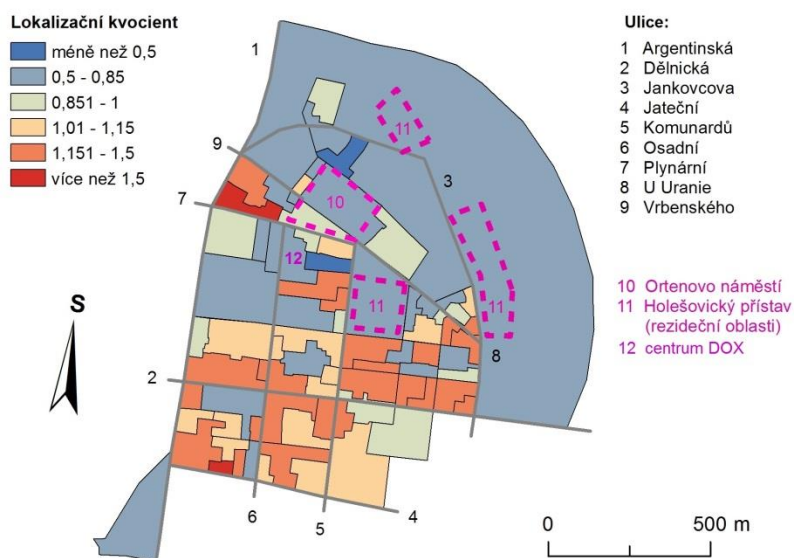 Lokalizační kvocient
méně než 0,5
0,5 - 0,85
0,851 - 1
1,01 - 1,15
1,151 - 1,5
více než 1,5
Ulice:
1 Argentinská
2 Dělnická
3 Jankovcova
4 Jateční
5 Komunardů
6 Osadní
7 Plynární
8 U Uranie
9 Vrbenského
10 Ortenovo náměstí
11 Holešovický přístav
(rezideční oblasti)
12 centrum DOX
1
11
9
3
10
7
12
11
11
S
8
2
6
5
4
0
500 m